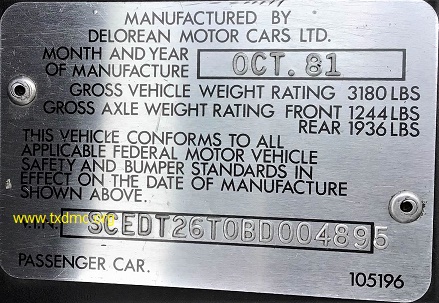 MANUFACTURED BY
DELOREAN MOTOR CARS LTD.
MONTH AND YEAR
OF MANUFACTURE OCT. 81
GROSS VEHICLE WEIGHT RATING 3180 LBS
GROSS AXLE WEIGHT RATING FRONT 1244 LBS
REAR 1936 LBS
THIS VEHICLE CONFORMS TO ALL
APPLICABLE FEDERAL MOTOR VEHICLE
SAFETY AND BUMPER STANDARDS IN
EFFECT ON THE DATE OF MANUFACTURE
SHOWN ABOVE.
www.txdmc.org
SCEDT26T0BD004895
PASSENGER CAR.
105196